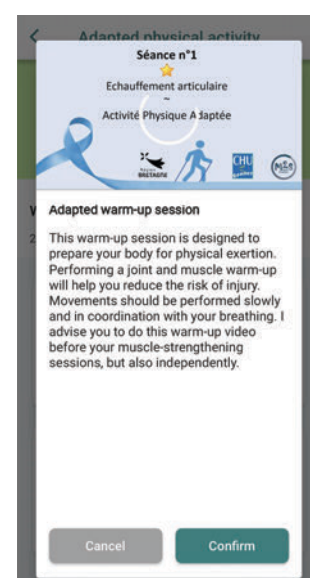 Adapted physical activity
Séance n°1
Echauffement articulaire
~
Activité Physique Adaptée
BRETAGNE
CHU
Adapted warm-up session
This warm-up session is designed to
prepare your body for physical exertion.
Performing a joint and muscle warm-up
will help you reduce the risk of injury.
Movements should be performed slowly
and in coordination with your breathing. I
advise you to do this warm-up video
before your muscle-strengthening
sessions, but also independently.
Cancel
Confirm